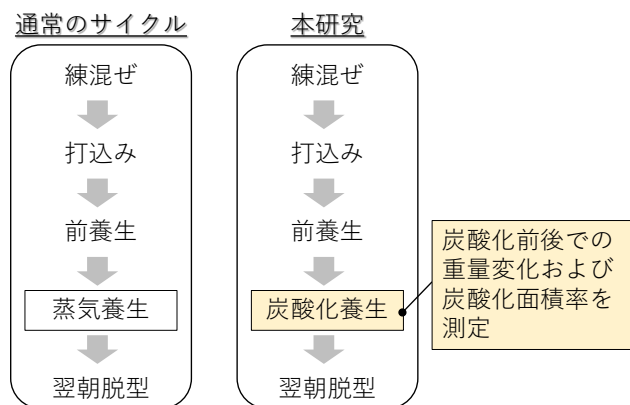 通常のサイクル
練混ぜ
打込み
前養生
蒸気養生
翌朝脱型
本研究
練混ぜ
打込み
前養生
炭酸化養生
翌朝脱型
炭酸化前後での
重量変化および
炭酸化面積率を
測定